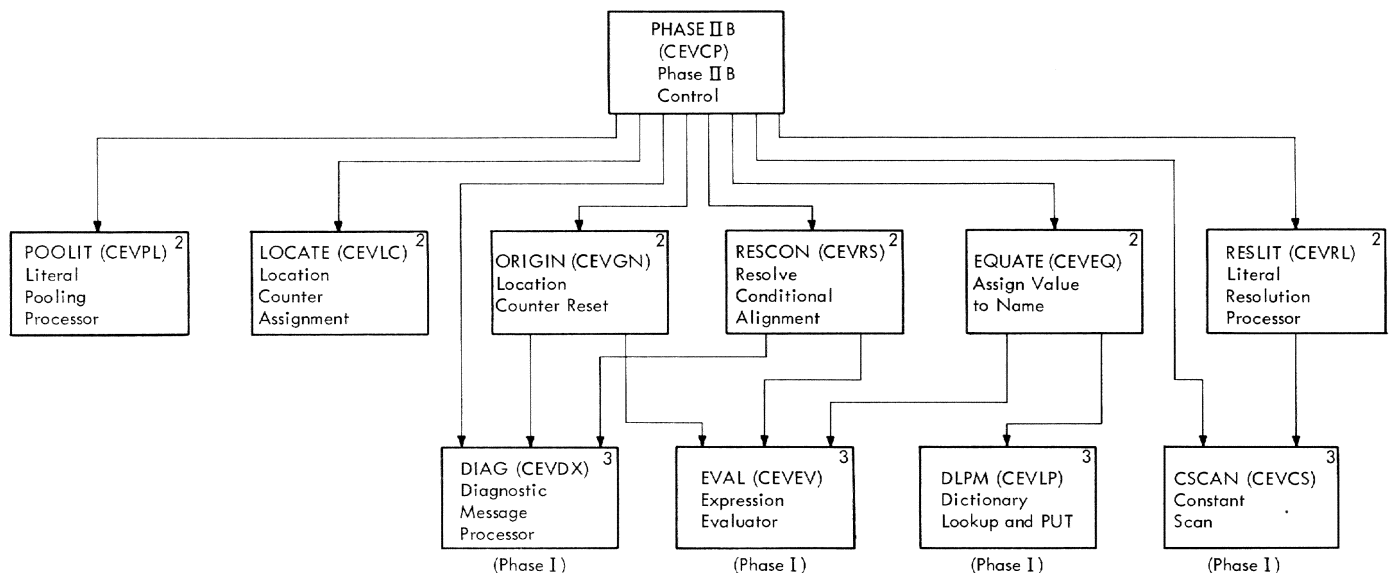 PHASE II B
(CEVCP)
Phase II B
Control
2
POOLIT (CEVPL)
Literal
Pooling
Processor
2
LOCATE (CEVLC)
Location
Counter
Assignment
2
ORIGIN (CEVGN)
Location
Counter Reset
2
RESCON (CEVRS)
Resolve
Conditional
Alignment
2
EQUATE (CEVEQ)
Assign Value
to Name
2
RESLIT (CEVRL)
Literal
Resolution
Processor
3
DIAG (CEVDX)
Diagnostic
Message
Processor
(Phase I)
3
EVAL (CEVEV)
Expression
Evaluator
(Phase I)
3
DLPM (CEVLP)
Dictionary
Lookup and PUT
(Phase I)
3
CSCAN (CEVCS)
Constant
Scan
(Phase I)